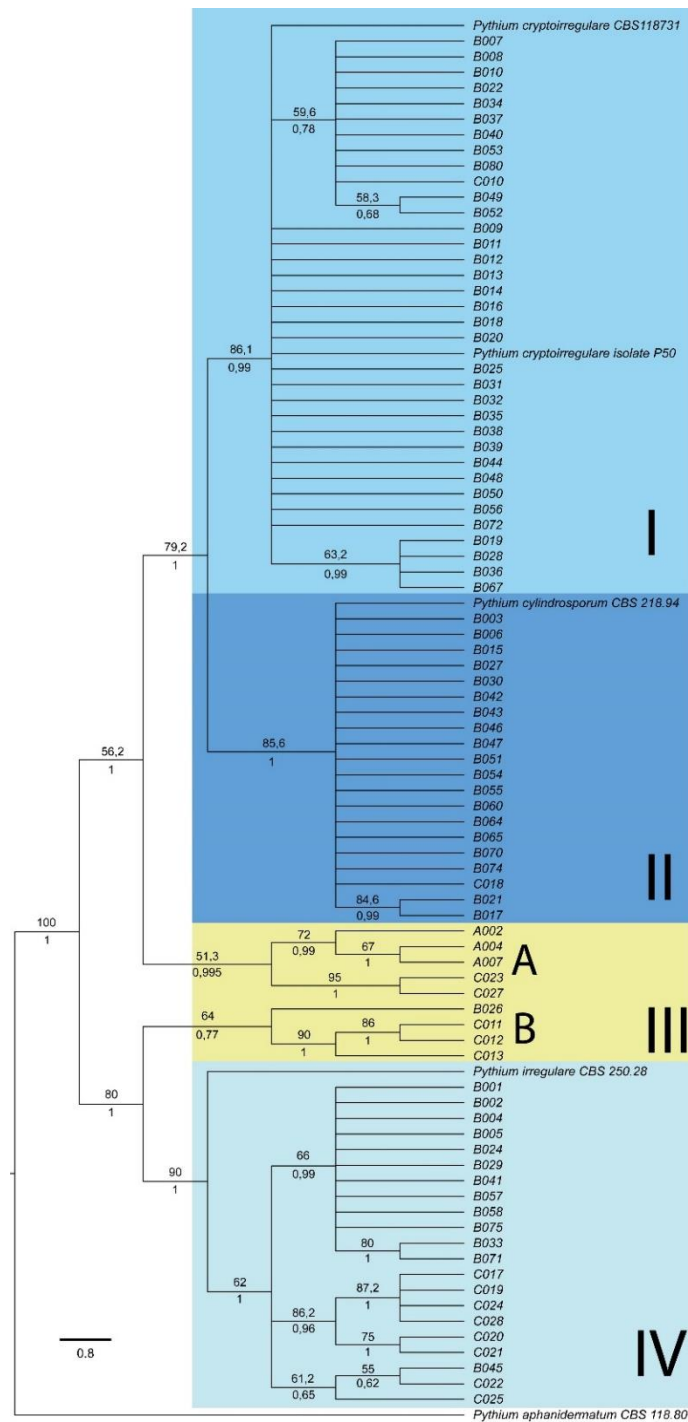 Pythium cryptoirregulare CBS118731
B007
B008
B010
B022
B034
59,6
B037
0,78
B040
B053
B080
C010
58,3
B049
0,68
B052
B009
B011
B012
B013
B014
B016
B018
B020
86,1
Pythium cryptoirregulare isolate P50
0,99
B025
B031
B032
B035
B038
B039
B044
B048
B050
B056
B072
I
B019
63,2
B028
79,2
0,99
B036
1
B067
Pythium cylindrosporum CBS 218.94
B003
B006
B015
B027
B030
B042
B043
B046
85,6
B047
56,2
1
B051
1
B054
B055
B060
B064
B065
B070
B074
II
C018
84,6
B021
0,99
B017
100
72
A002
1
0,99
67
A004
51,3
1
A007
A
0,995
95
C023
1
C027
64
B026
0,77
86
C011
B
III
90
1
C012
1
C013
Pythium irregulare CBS 250.28
80
B001
1
B002
B004
B005
66
B024
90
0,99
B029
1
B041
B057
B058
B075
80
B033
1
B071
C017
62
87,2
C019
1
1
C024
86,2
C028
0,96
75
C020
0.8
1
C021
IV
55
B045
61,2
0,62
C022
0,65
C025
Pythium aphanidermatum CBS 118.80